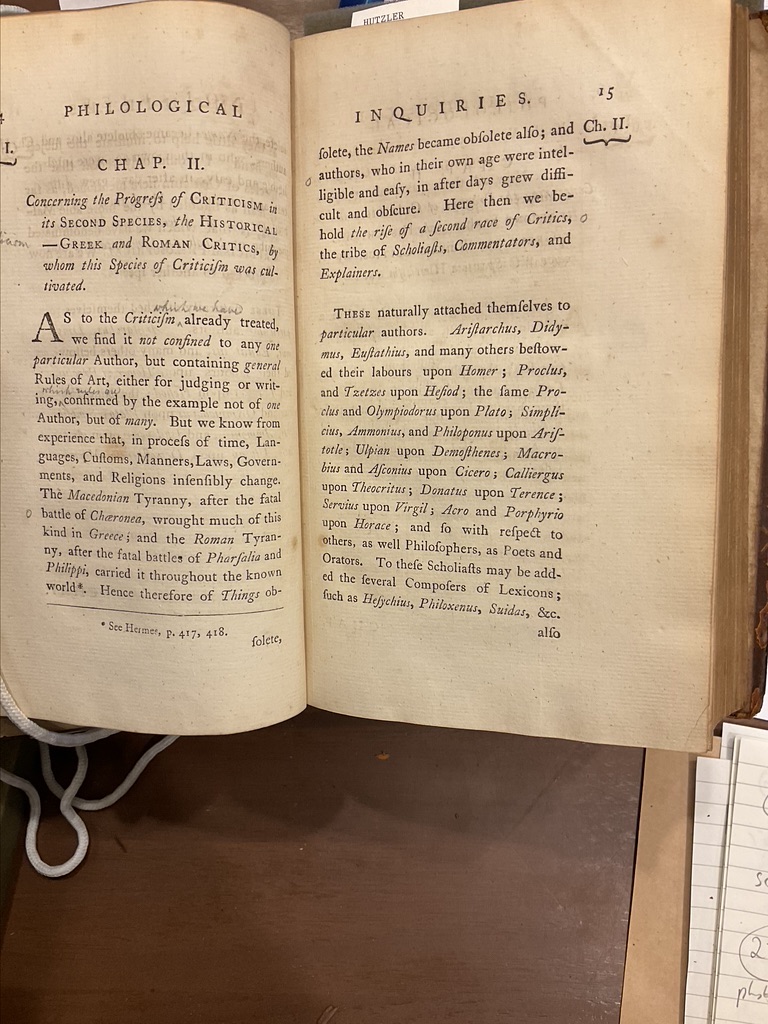 HUTZLER
4
PHILOLOGICAL
I.
CHAP. II.
Concerning the Progreſs of CRITICISM in
its SECOND SPECIES, the HISTORICAL
—GREEK and ROMAN CRITICS, by
whom this Species of Criticiſm was cul-
tivated.
which we have
AS to the Criticiſm ‸ already treated,
we find it not confined to any one
particular Author, but containing general
Rules of Art, either for judging or writ-
which rules are
ing, ‸ confirmed by the example not of one
Author, but of many. But we know from
experience that, in proceſs of time, Lan-
guages, Cuſtoms, Manners, Laws, Govern-
ments, and Religions inſenſibly change.
The Macedonian Tyranny, after the fatal
o battle of Chæronea, wrought much of this
kind in Greece; and the Roman Tyran-
ny, after the fatal battles of Pharſalia and
Philippi, carried it throughout the known
world*. Hence therefore of Things ob-
* See Hermes, p. 417, 418.
ſolete,
INQUIRIES.
15
Ch. II.
ſolete, the Names became obſolete alſo; and
o authors, who in their own age were intel-
ligible and eaſy, in after days grew diffi-
cult and obſcure. Here then we be-
hold the riſe of a ſecond race of Critics, o
the tribe of Scholiaſts, Commentators, and
Explainers.
THESE naturally attached themſelves to
particular authors. Ariſtarchus, Didy-
mus, Euſtathius, and many others beſtow-
ed their labours upon Homer; Proclus,
and Tzetzes upon Heſiod; the ſame Pro-
clus and Olympiodorus upon Plato; Simpli-
cius, Ammonius, and Philoponus upon Ariſ-
totle; Ulpian upon Demoſthenes; Macro-
bius and Aſconius upon Cicero; Calliergus
upon Theocritus; Donatus upon Terence;
Servius upon Virgil; Acro and Porphyrio
upon Horace; and ſo with reſpect to
others, as well Philoſophers, as Poets and
Orators. To theſe Scholiaſts may be add-
ed the ſeveral Compoſers of Lexicons;
ſuch as Heſychius, Philoxenus, Suidas, &c.
alſo
2